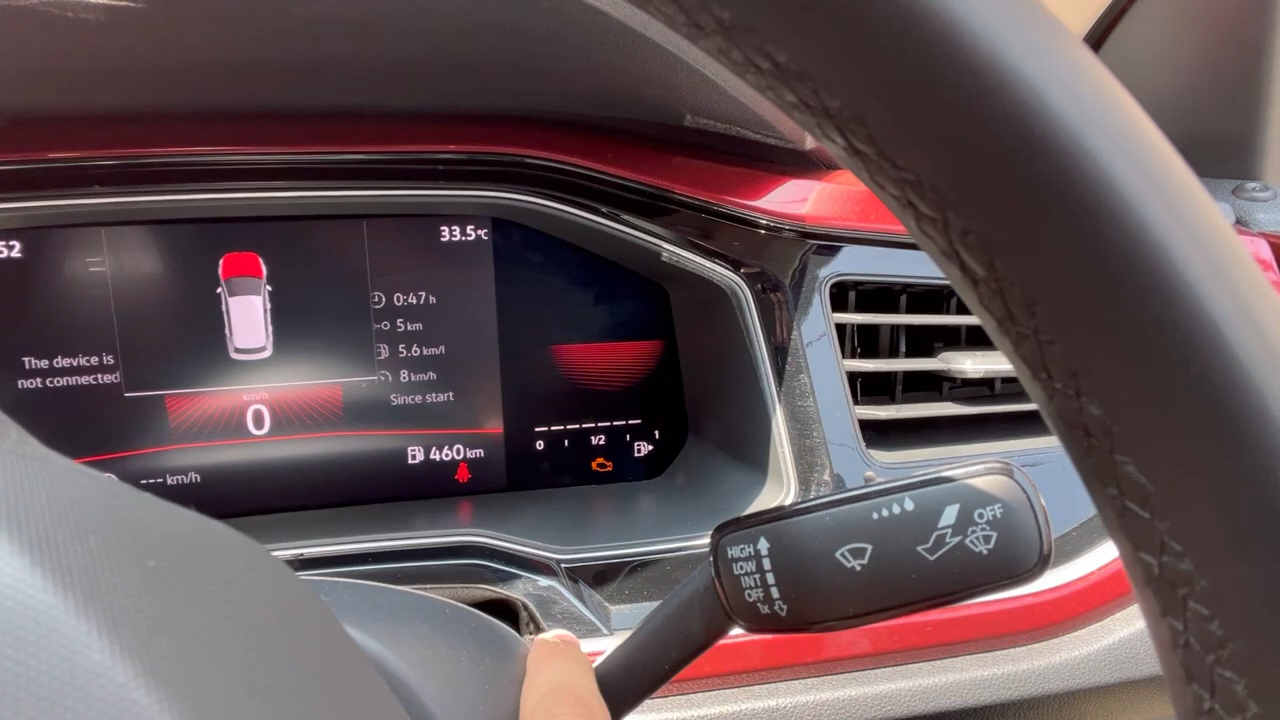 52
33.5°C
0:47 h
5 km
The device is
not connected
5.6 km/l
8 km/h
Since start
km/h
0
460 km
--- km/h
0
1/2
1
HIGH
LOW
INT
OFF
1x
OFF